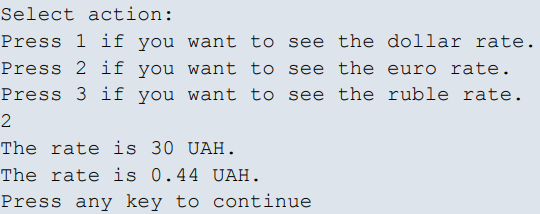 Select action:
Press 1 if you want to see the dollar rate.
Press 2 if you want to see the euro rate.
Press 3 if you want to see the ruble rate.
2
The rate is 30 UAH.
The rate is 0.44 UAH.
Press any key to continue